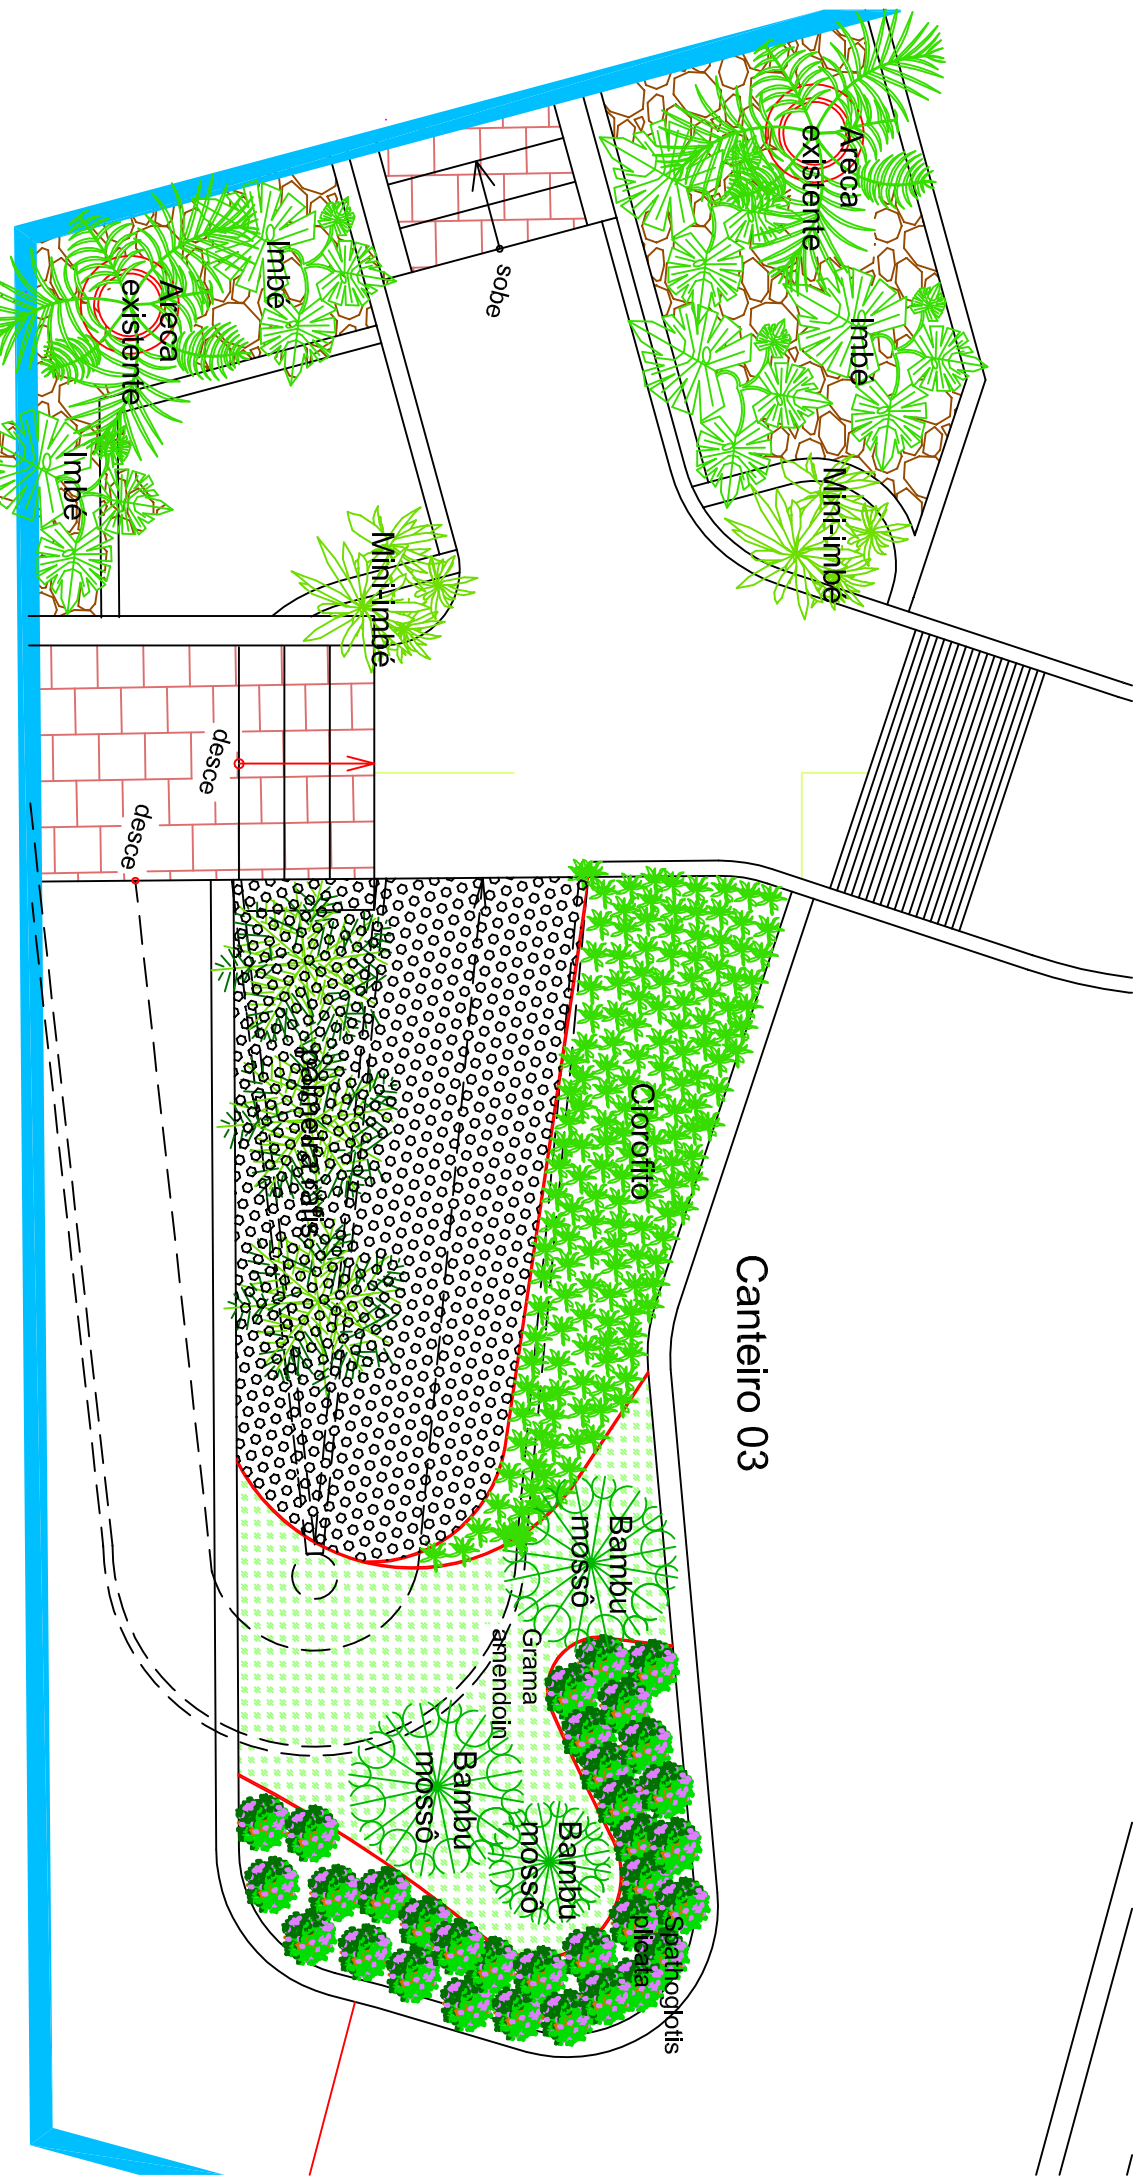 Areca
existente
Imbé
Mini-imbé
sobe
Areca
existente
Imbé
Imbé
Mini-imbé
desce
desce
Clorofito
Canteiro 03
Bambu
mossô
Grama
amendoin
Bambu
mossô
Bambu
mossô
Spathoglotis
plicata